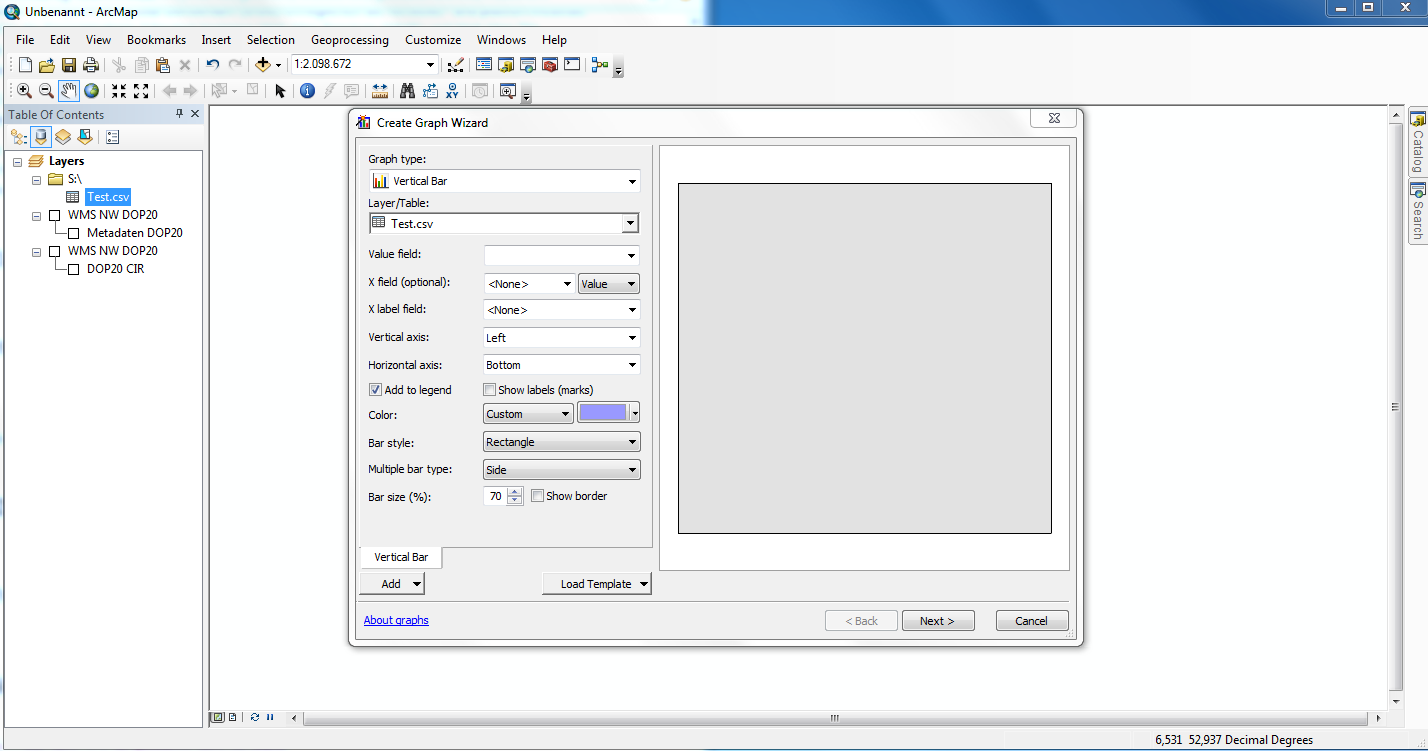 Unbenannt - ArcMap
File Edit View Bookmarks Insert Selection Geoprocessing Customize Windows Help
1:2.098.672
Table Of Contents
Layers
S:\
Test.csv
WMS NW DOP20
Metadaten DOP20
WMS NW DOP20
DOP20 CIR
Create Graph Wizard
Graph type:
Vertical Bar
Layer/Table:
Test.csv
Value field:
X field (optional): <None> Value
X label field: <None>
Vertical axis: Left
Horizontal axis: Bottom
Add to legend Show labels (marks)
Color: Custom
Bar style: Rectangle
Multiple bar type: Side
Bar size (%): 70 Show border
Vertical Bar
Add Load Template
About graphs < Back Next > Cancel
Catalog
Search
6,531 52,937 Decimal Degrees